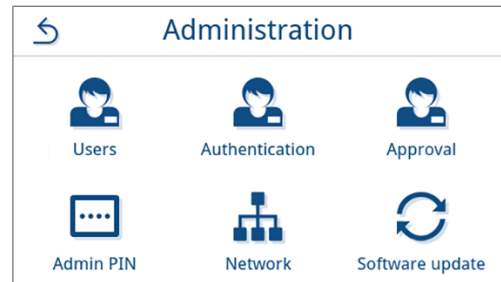 Administration
Users Authentication Approval
Admin PIN Network Software update